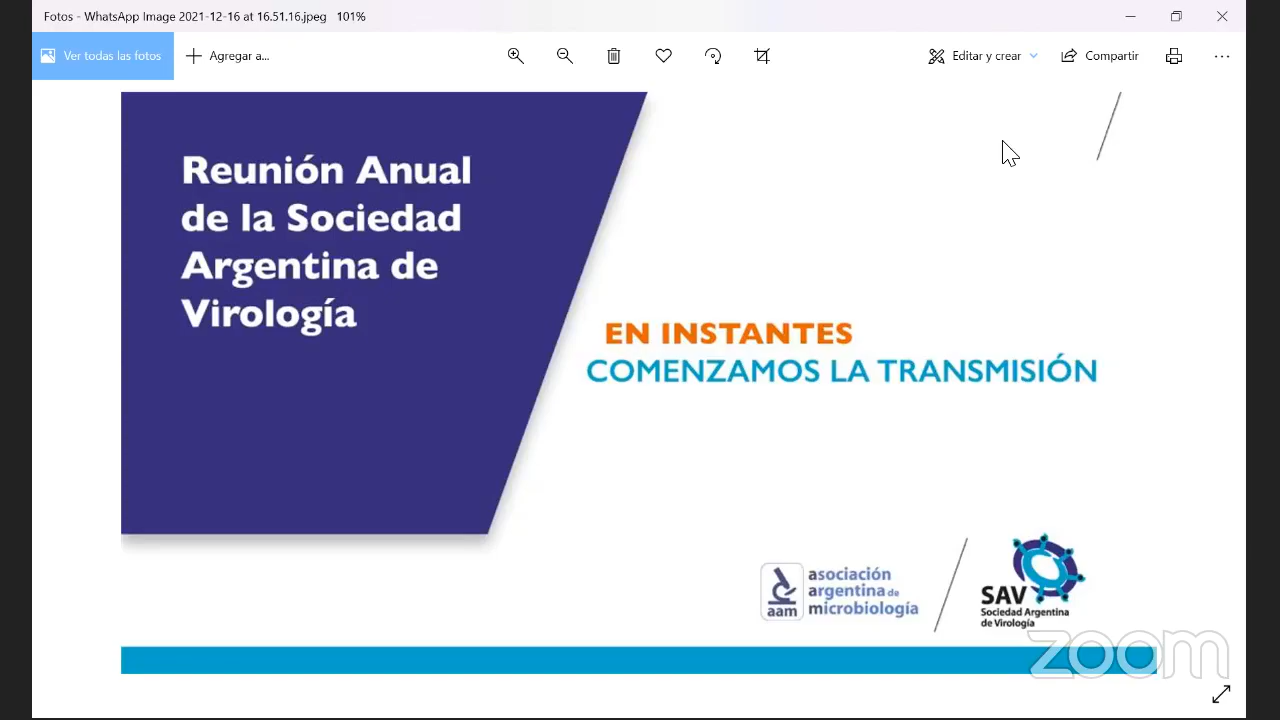 Fotos - WhatsApp Image 2021-12-16 at 16.51.16.jpeg 101%
Ver todas las fotos
Agregar a...
Editar y crear
Compartir
Reunión Anual
de la Sociedad
Argentina de
Virología
EN INSTANTES
COMENZAMOS LA TRANSMISIÓN
aam
asociación
argentina de
microbiología
SAV
Sociedad Argentina
de Virología
zoom